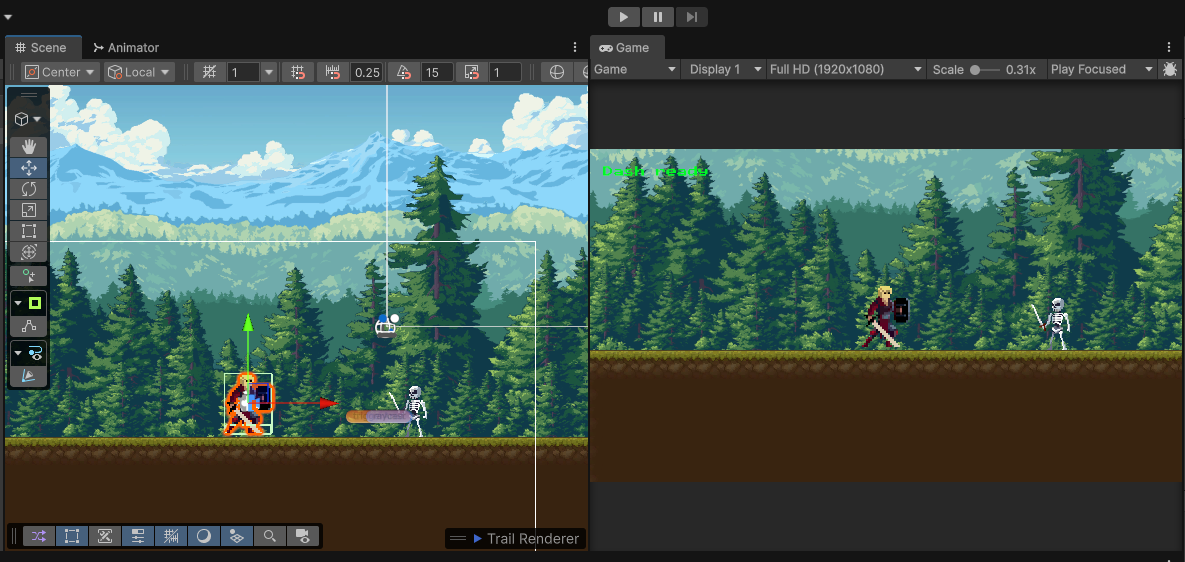 Scene
Animator
Game
Center
Local
1
0.25
15
1
Game
Display 1
Full HD (1920x1080)
Scale
0.31x
Play Focused
Dash ready
Trail Renderer